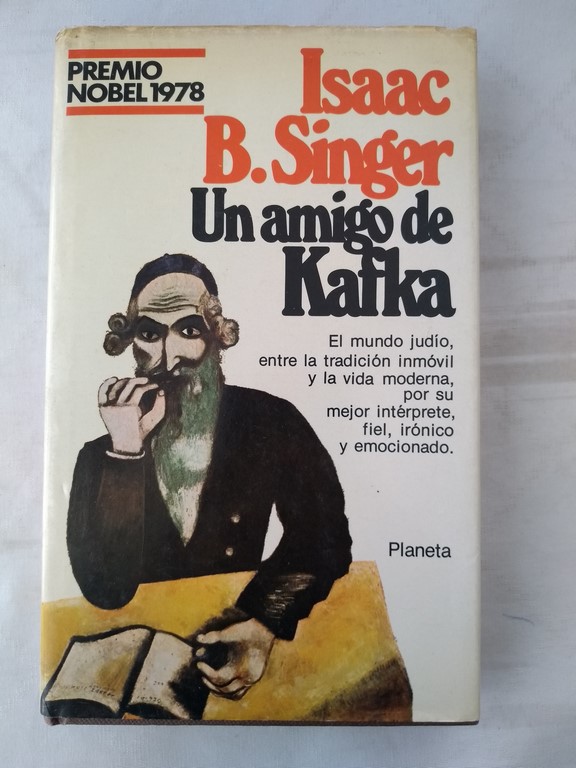 PREMIO
NOBEL 1978
Isaac
B. Singer
Un amigo de
Kafka
El mundo judío,
entre la tradición inmóvil
y la vida moderna,
por su
mejor intérprete,
fiel, irónico
y emocionado.
Planeta